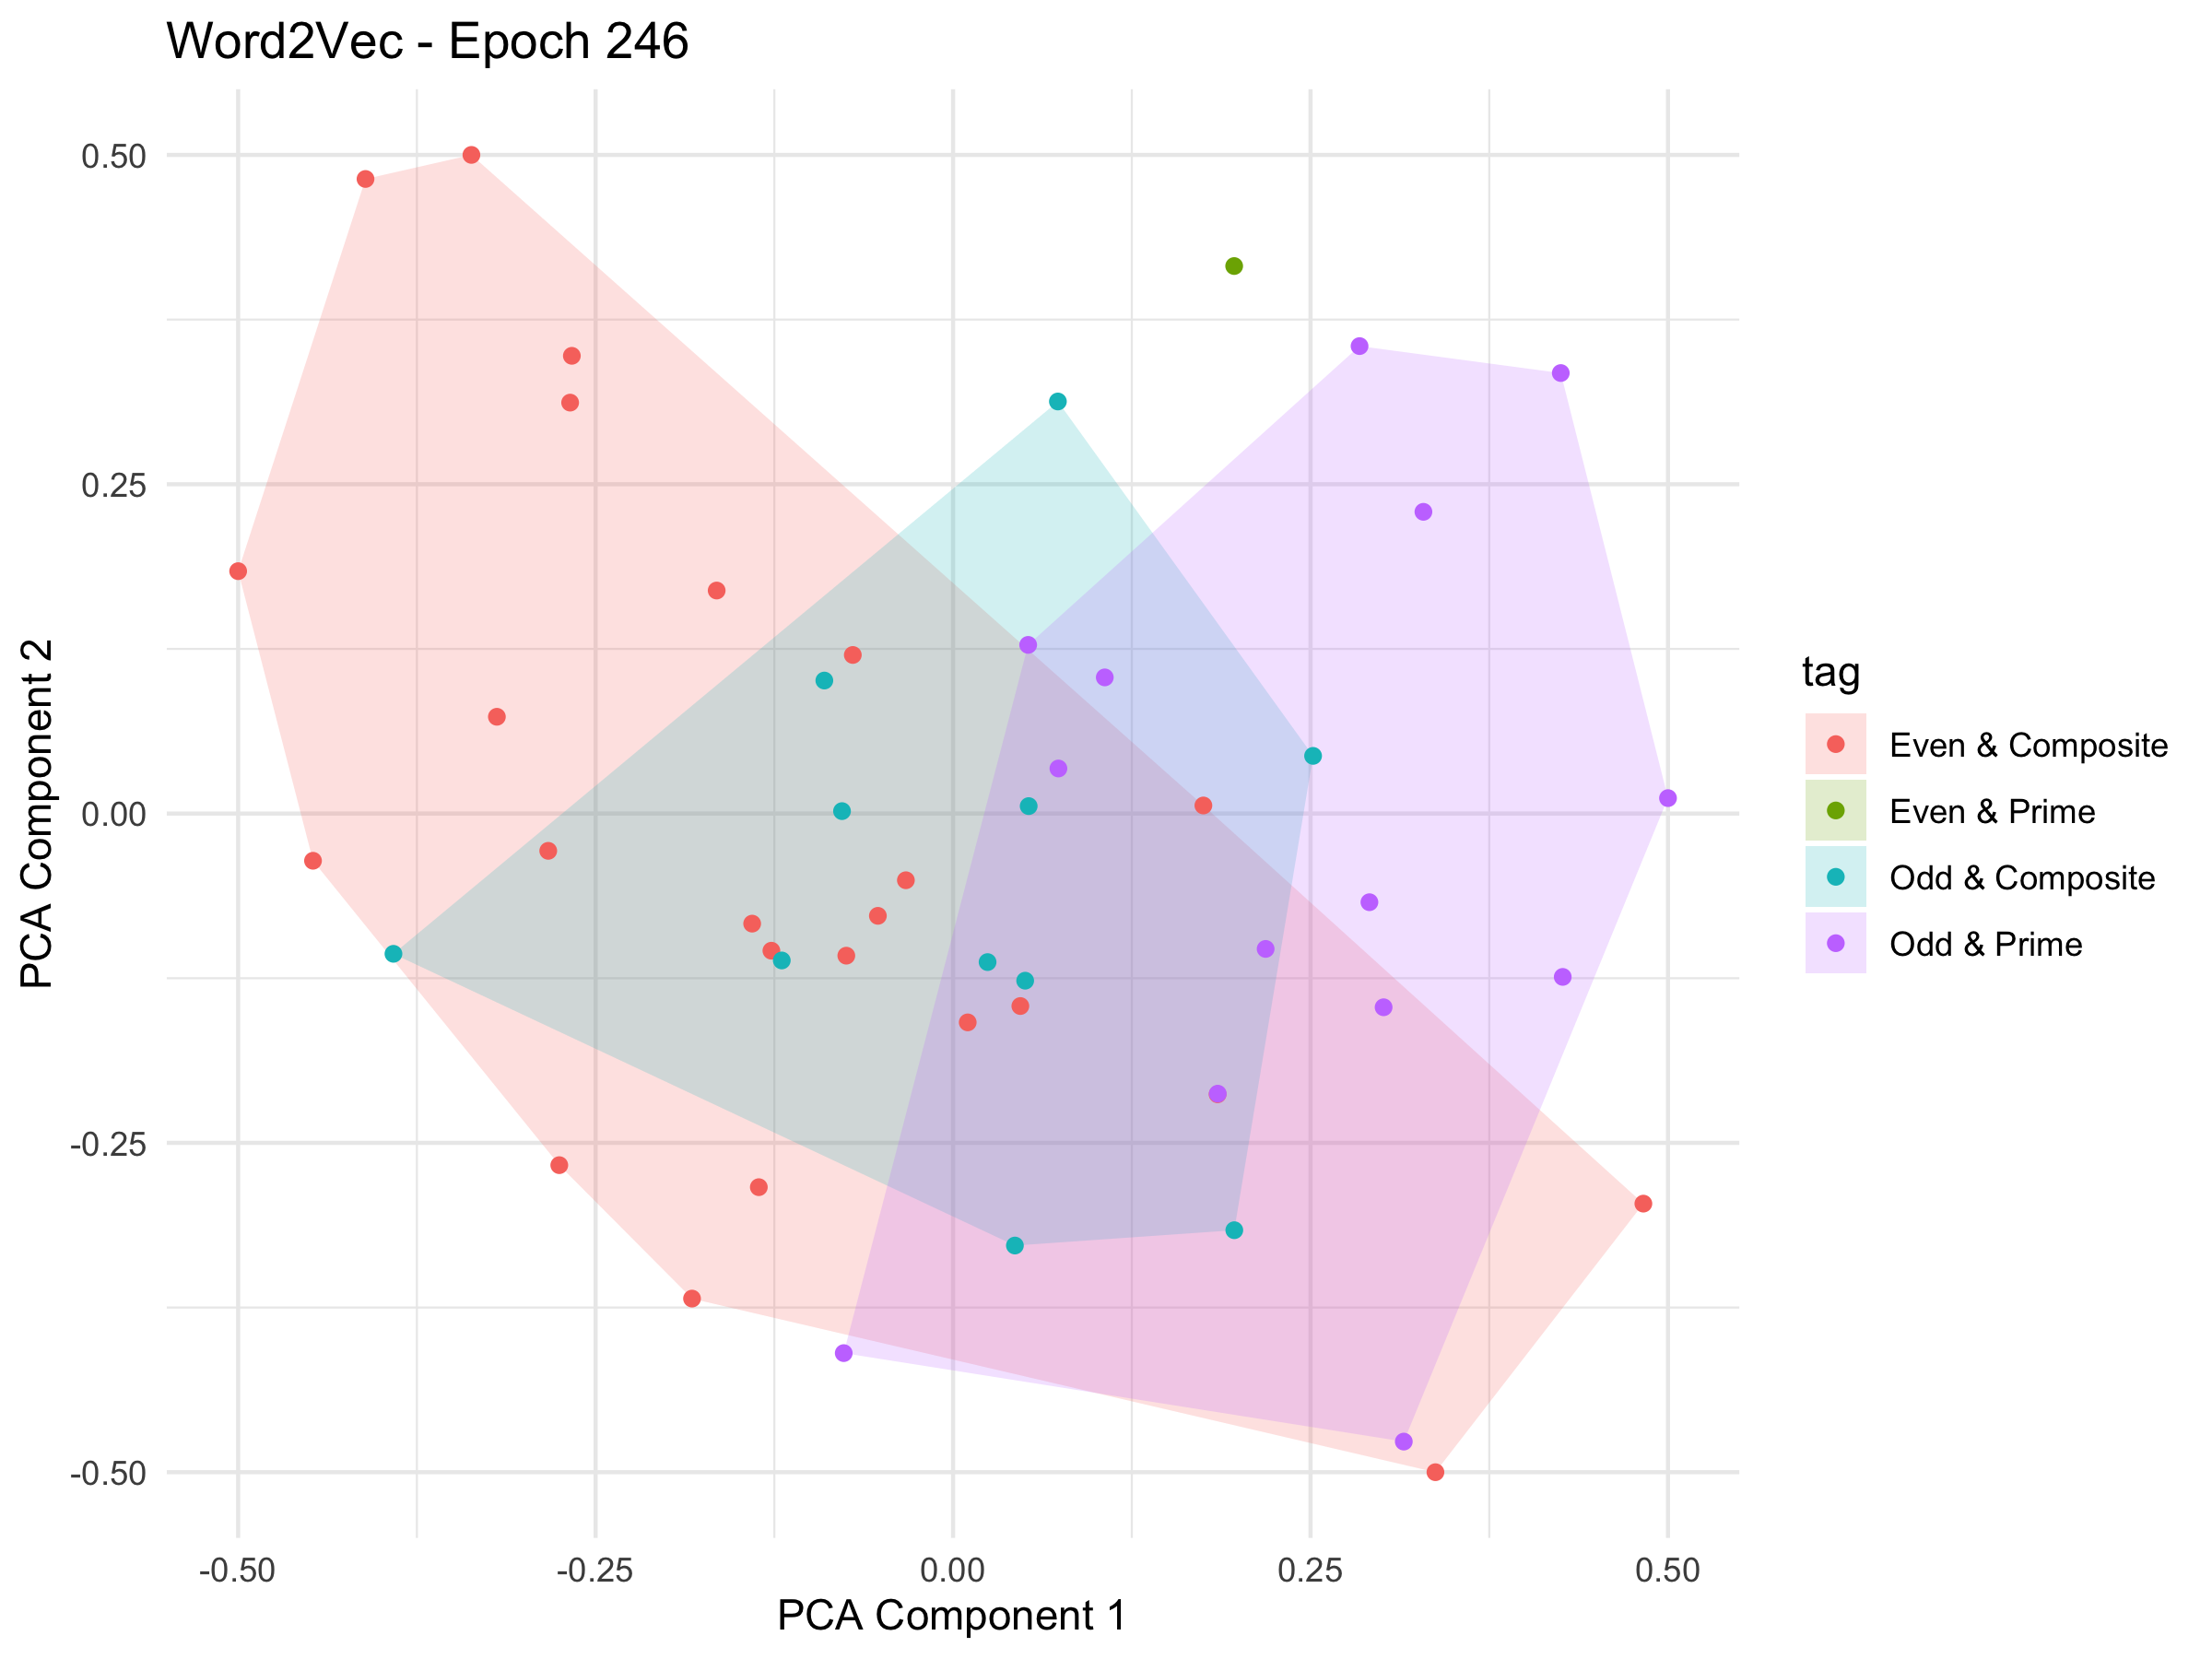 Word2Vec - Epoch 246
0.50
0.25
0.00
-0.25
-0.50
PCA Component 2
-0.50
-0.25
0.00
0.25
0.50
PCA Component 1
tag
Even & Composite
Even & Prime
Odd & Composite
Odd & Prime